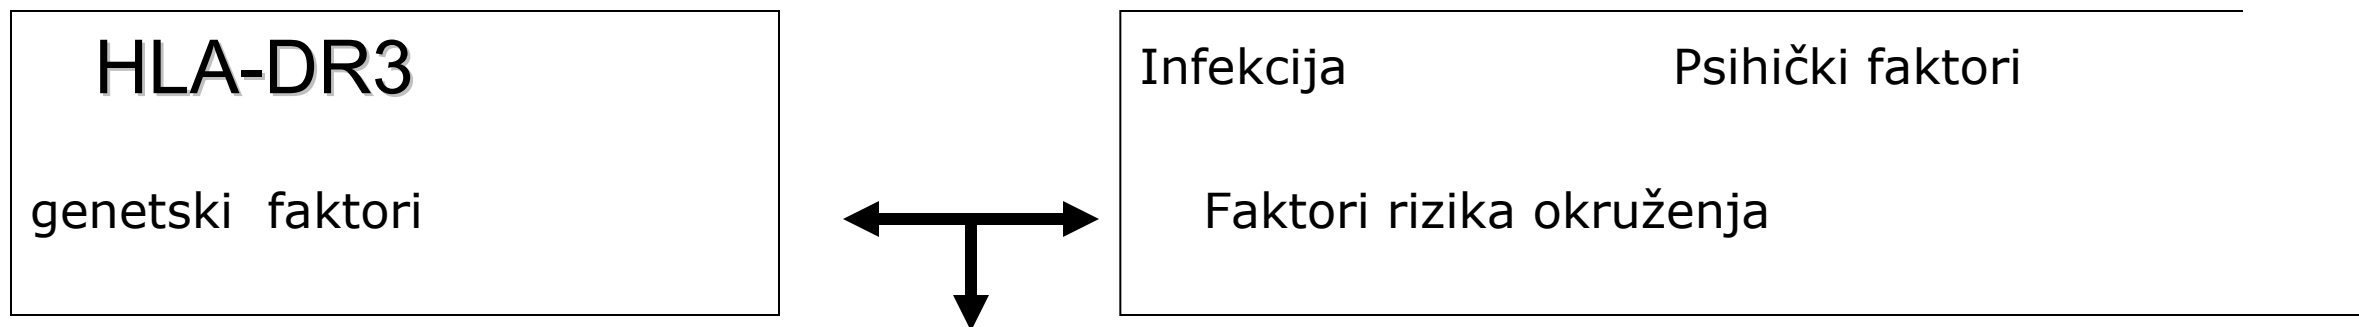 HLA-DR3
genetski faktori
Infekcija Psihički faktori
Faktori rizika okruženja